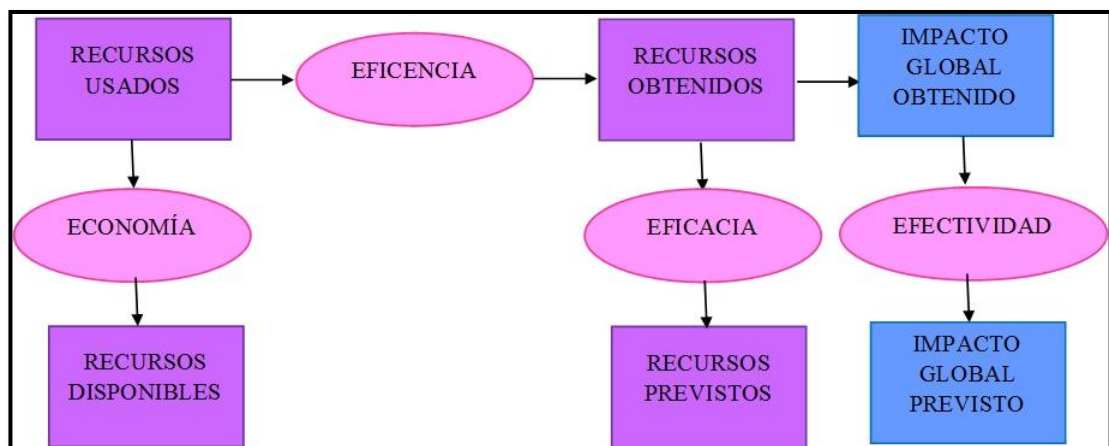 RECURSOS
USADOS
EFICENCIA
RECURSOS
OBTENIDOS
IMPACTO
GLOBAL
OBTENIDO
ECONOMÍA
EFICACIA
EFECTIVIDAD
RECURSOS
DISPONIBLES
RECURSOS
PREVISTOS
IMPACTO
GLOBAL
PREVISTO